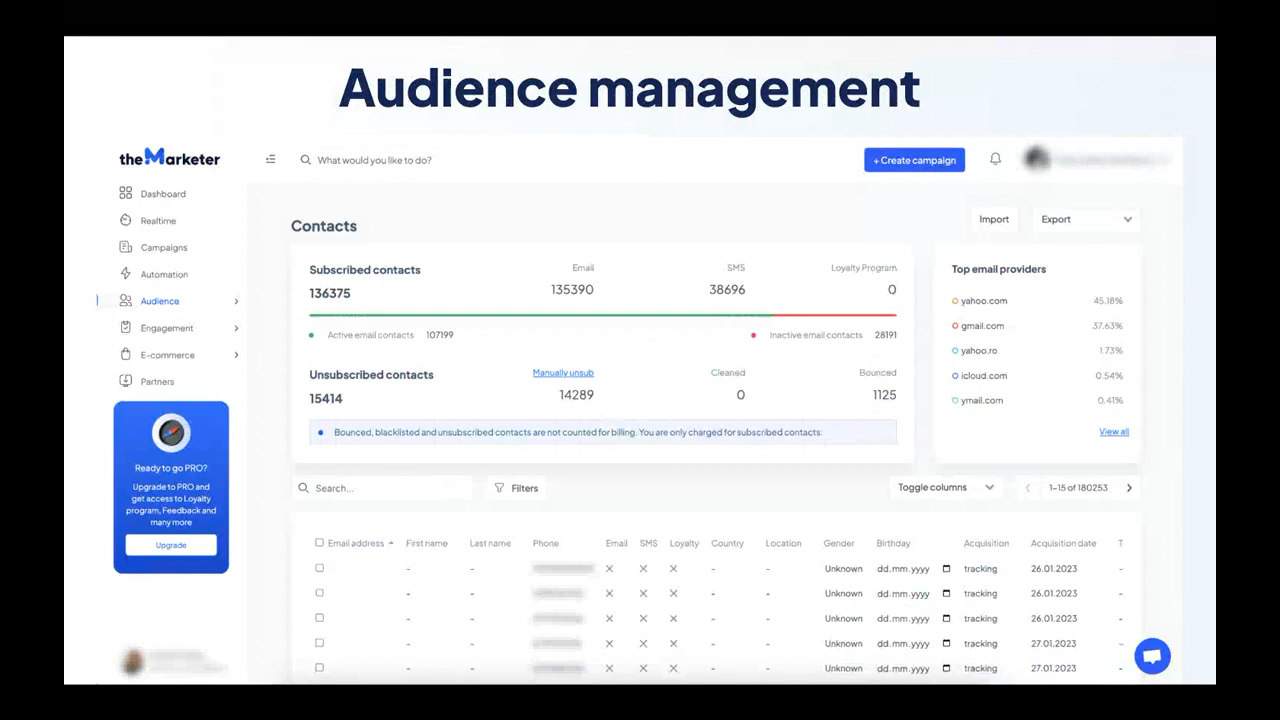 Audience management
theMarketer
What would you like to do?
+ Create campaign
Dashboard
Realtime
Campaigns
Automation
Audience
Engagement
E-commerce
Partners
Ready to go PRO?
Upgrade to PRO and
get access to Loyalty
program, Feedback and
many more
Upgrade
Contacts
Import
Export
Subscribed contacts
136375
Email
135390
SMS
38696
Loyalty Program
0
Active email contacts 107199
Inactive email contacts 28191
Unsubscribed contacts
15414
Manually unsub
14289
Cleaned
0
Bounced
1125
Bounced, blacklisted and unsubscribed contacts are not counted for billing. You are only charged for subscribed contacts.
Top email providers
yahoo.com 45.18%
gmail.com 37.63%
yahoo.ro 1.73%
icloud.com 0.54%
ymail.com 0.41%
View all
Search...
Filters
Toggle columns
1-15 of 180253
Email address First name Last name Phone Email SMS Loyalty Country Location Gender Birthday Acquisition Acquisition date T
- - - - Unknown dd.mm.yyyy tracking 26.01.2023 -
- - - - Unknown dd.mm.yyyy tracking 26.01.2023 -
- - - - Unknown dd.mm.yyyy tracking 26.01.2023 -
- - - - Unknown dd.mm.yyyy tracking 27.01.2023 -
- - - - Unknown dd.mm.yyyy tracking 27.01.2023 -